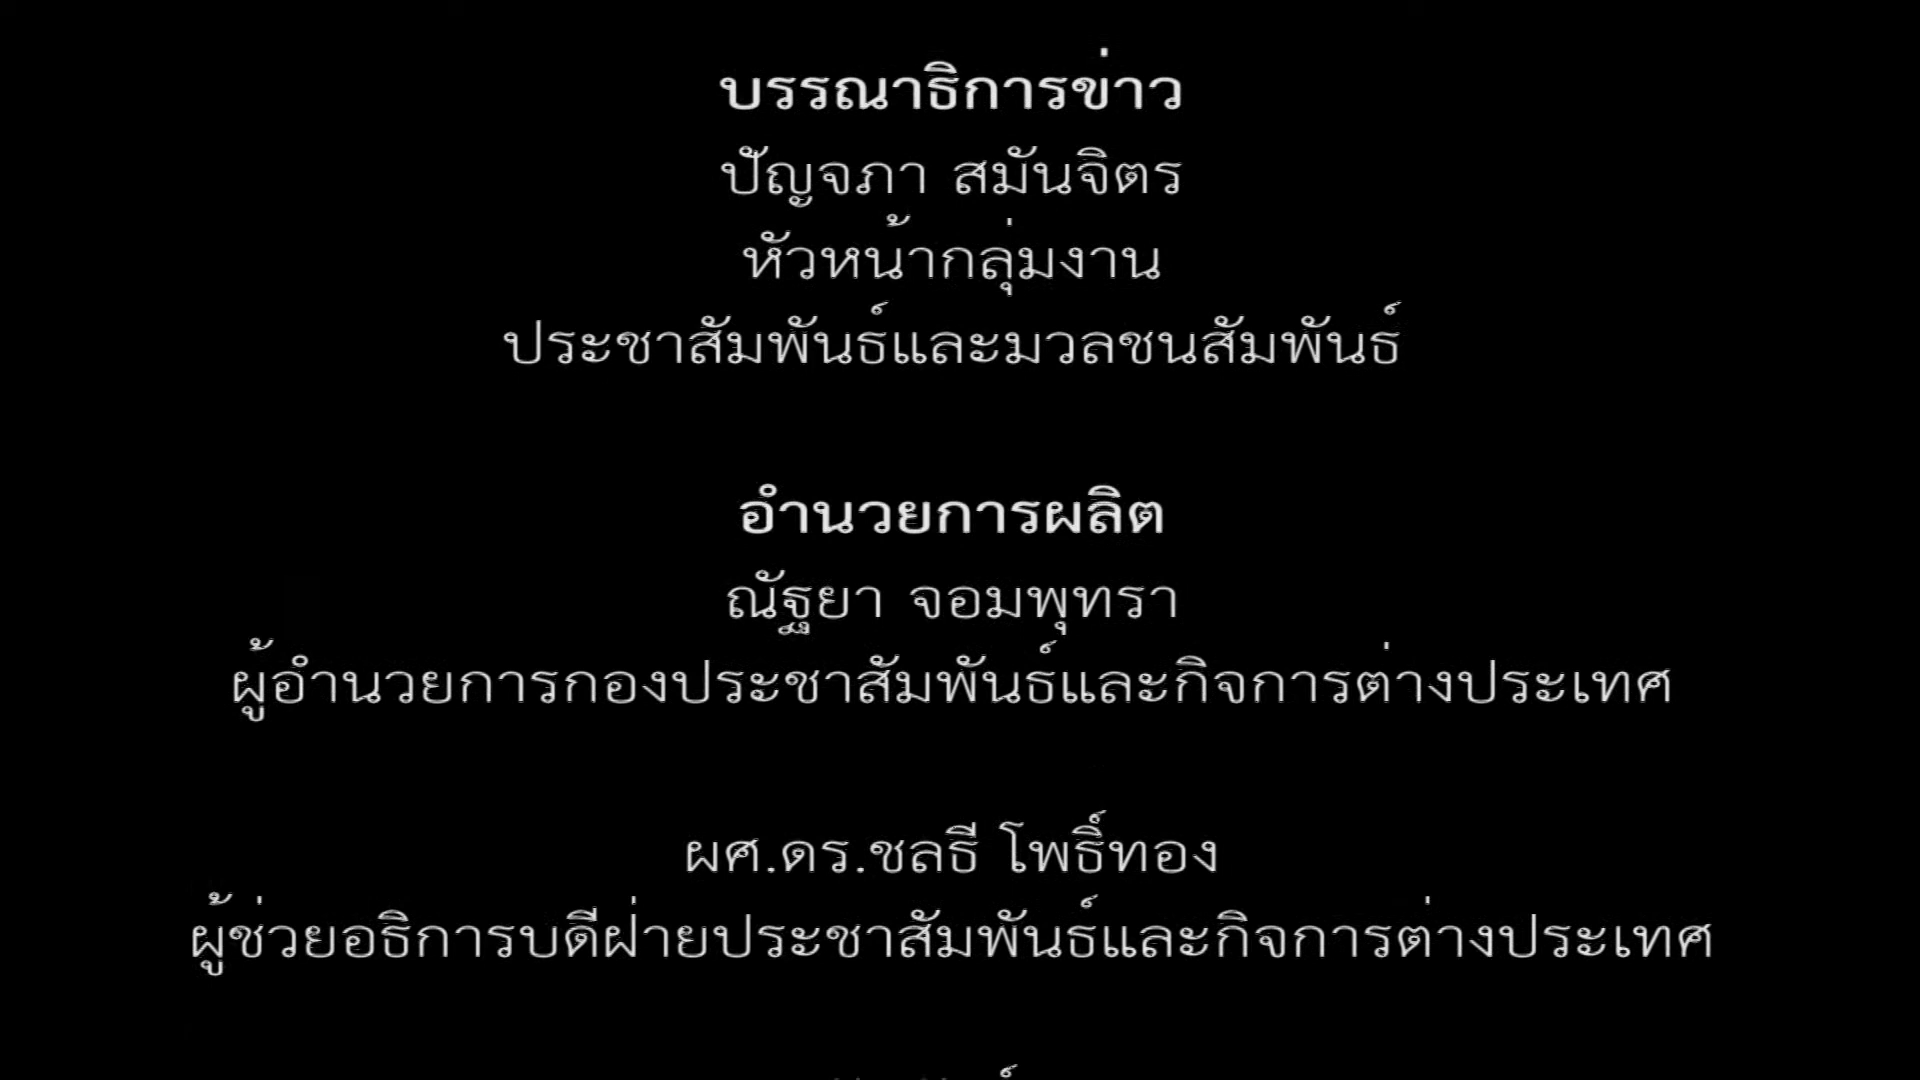 บรรณาธิการข่าว
ปัญจภา สมันจิตร
หัวหน้ากลุ่มงาน
ประชาสัมพันธ์และมวลชนสัมพันธ์
อำนวยการผลิต
ณัฐยา จอมพุทรา
ผู้อำนวยการกองประชาสัมพันธ์และกิจการต่างประเทศ
ผศ.ดร.ชลธี โพธิ์ทอง
ผู้ช่วยอธิการบดีฝ่ายประชาสัมพันธ์และกิจการต่างประเทศ